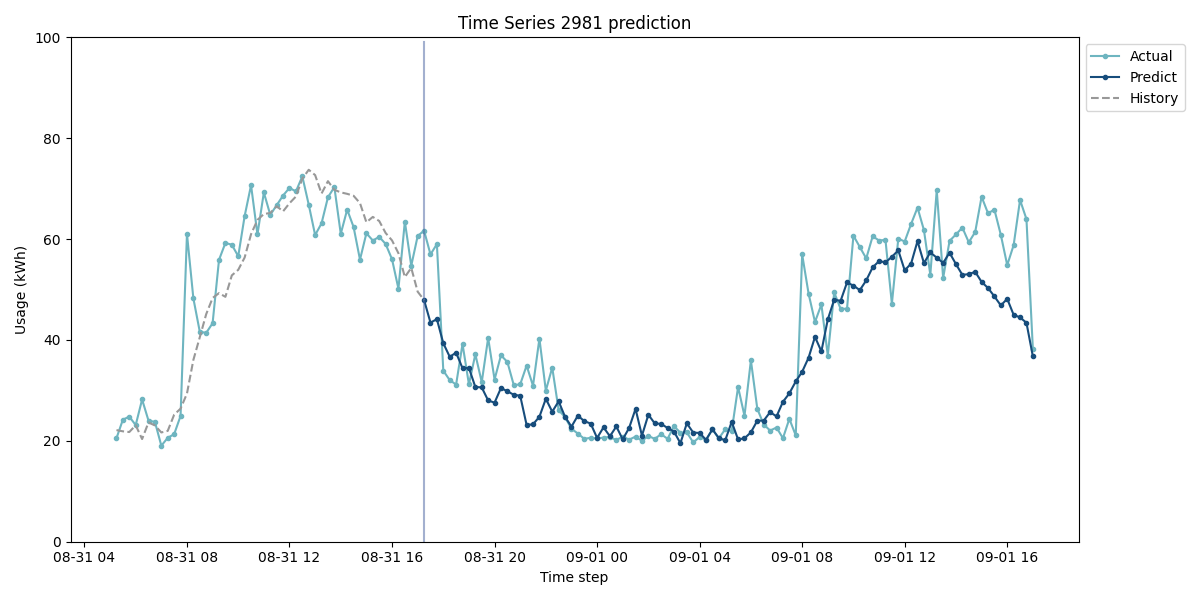 Time Series 2981 prediction
100
80
60
40
20
0
Usage (kWh)
08-31 04
08-31 08
08-31 12
08-31 16
08-31 20
09-01 00
09-01 04
09-01 08
09-01 12
09-01 16
Time step
Actual
Predict
History